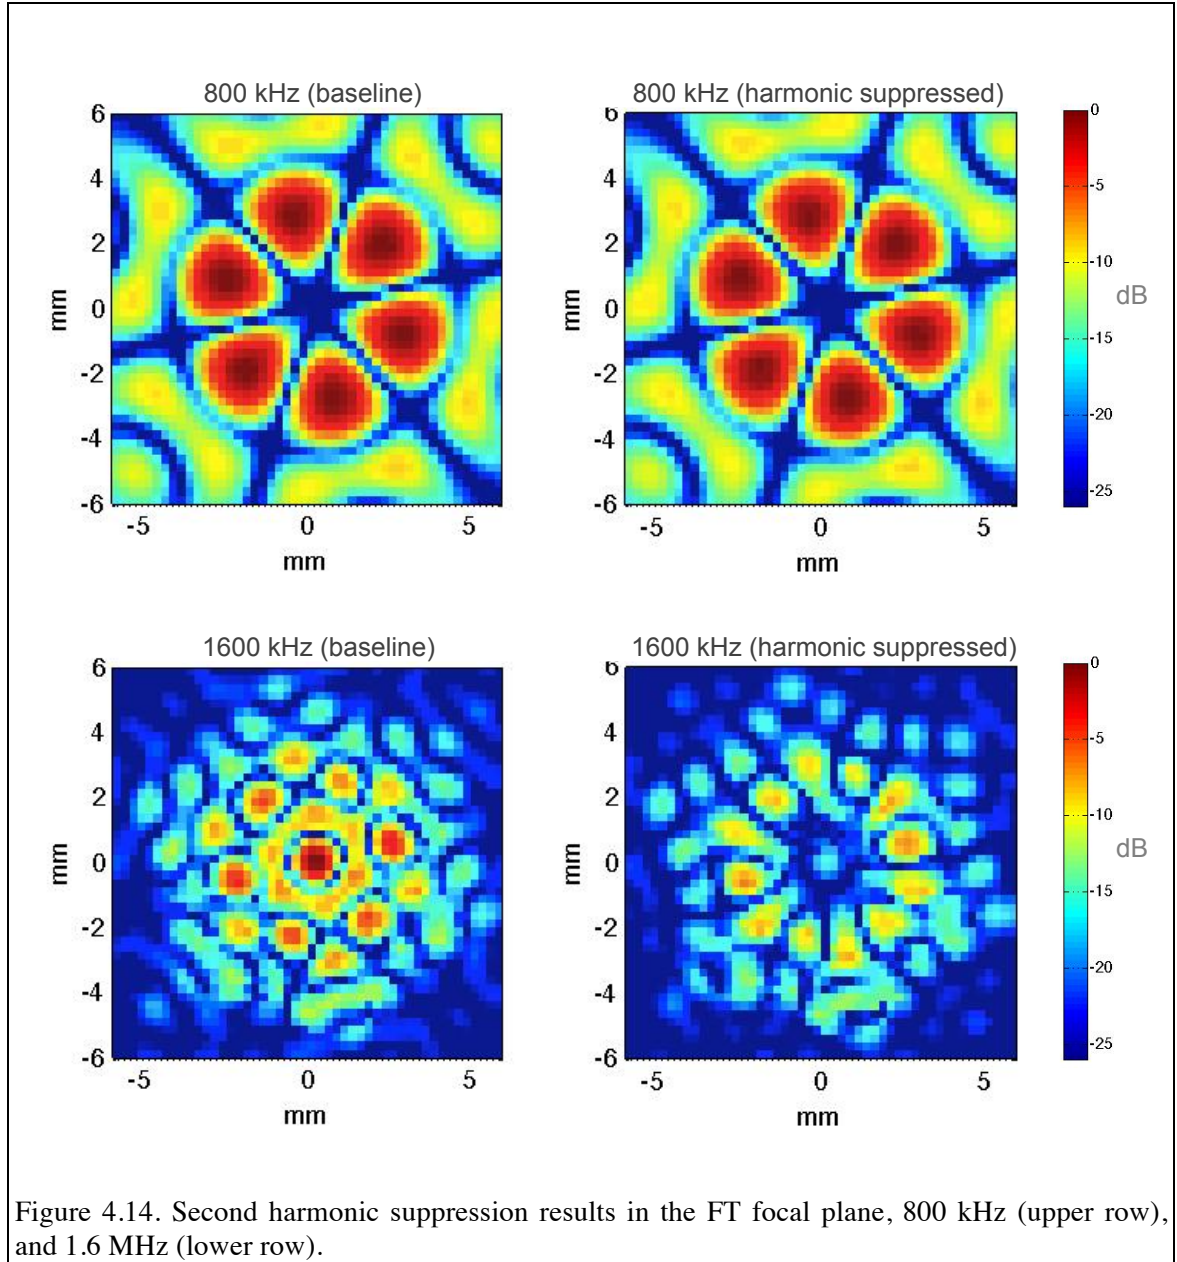 800 kHz (baseline)
800 kHz (harmonic suppressed)
6
4
2
0
-2
-4
-6
-5 0 5
mm
mm
6
4
2
0
-2
-4
-6
-5 0 5
mm
mm
0
-5
-10
-15
-20
-25
dB
1600 kHz (baseline)
1600 kHz (harmonic suppressed)
6
4
2
0
-2
-4
-6
-5 0 5
mm
mm
6
4
2
0
-2
-4
-6
-5 0 5
mm
mm
0
-5
-10
-15
-20
-25
dB
Figure 4.14. Second harmonic suppression results in the FT focal plane, 800 kHz (upper row),
and 1.6 MHz (lower row).